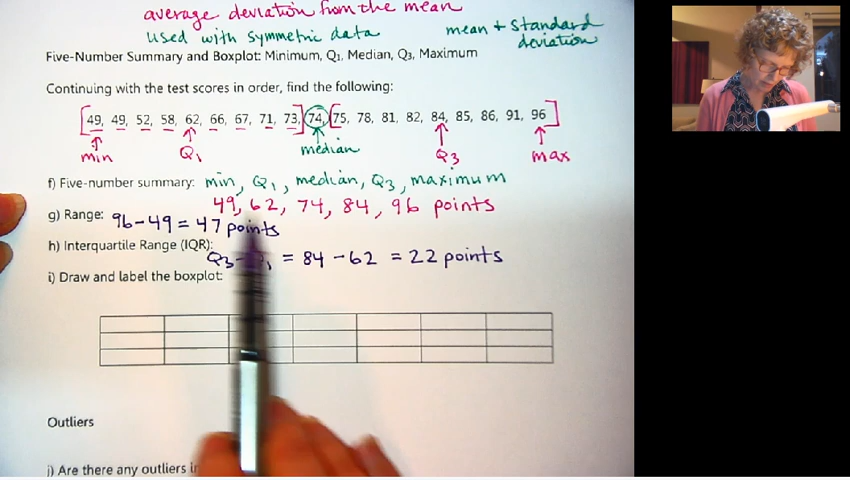 average deviation from the mean
used with symmetric data mean + standard deviation
Five-Number Summary and Boxplot: Minimum, Q₁, Median, Q₃, Maximum
Continuing with the test scores in order, find the following:
[49, 49, 52, 58, 62, 66, 67, 71, 73,] 74, [75, 78, 81, 82, 84, 85, 86, 91, 96]
min Q₁ median Q₃ max
f) Five-number summary: min, Q₁, median, Q₃, maximum
49, 62, 74, 84, 96 points
g) Range: 96-49 = 47 points
h) Interquartile Range (IQR):
Q₃-Q₁ = 84 - 62 = 22 points
i) Draw and label the boxplot:
Outliers
j) Are there any outliers